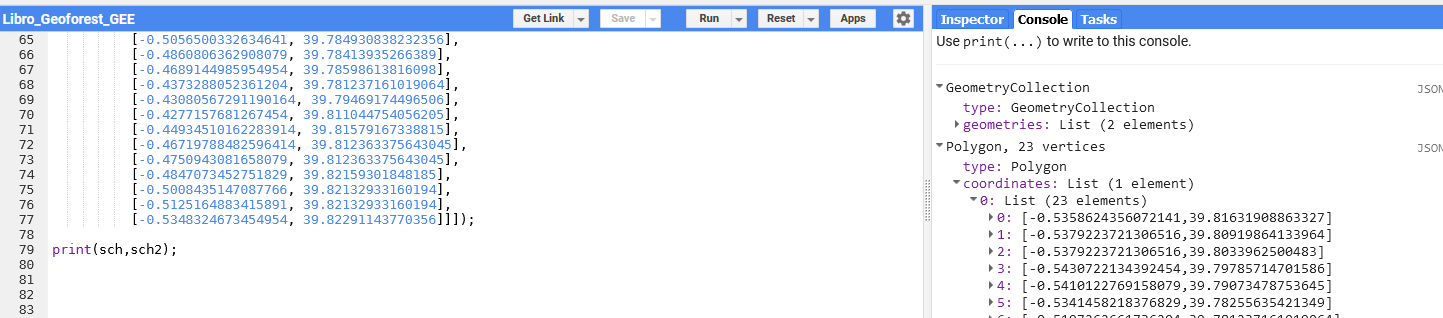 Libro_Geoforest_GEE
Get Link
Save
Run
Reset
Apps
65 [-0.5056500332634641, 39.784930838232356],
66 [-0.4860806362908079, 39.78413935266389],
67 [-0.4689144985954954, 39.78598613816098],
68 [-0.4373288052361204, 39.781237161019064],
69 [-0.43080567291190164, 39.79469174496506],
70 [-0.4277157681267454, 39.811044754056205],
71 [-0.44934510162283914, 39.81579167338815],
72 [-0.46719788482596414, 39.812363375643045],
73 [-0.4750943081658079, 39.812363375643045],
74 [-0.4847073452751829, 39.82159301848185],
75 [-0.5008435147087766, 39.82132933160194],
76 [-0.5125164883415891, 39.82132933160194],
77 [-0.5348324673454954, 39.82291143770356]]]);
78
79 print(sch,sch2);
80
81
82
83
Inspector
Console
Tasks
Use print(...) to write to this console.
GeometryCollection JSON
type: GeometryCollection
geometries: List (2 elements)
Polygon, 23 vertices JSON
type: Polygon
coordinates: List (1 element)
0: List (23 elements)
0: [-0.5358624356072141,39.81631908863327]
1: [-0.5379223721306516,39.80919864133964]
2: [-0.5379223721306516,39.8033962500483]
3: [-0.5430722134392454,39.79785714701586]
4: [-0.5410122769158079,39.79073478753645]
5: [-0.5341458218376829,39.78255635421349]